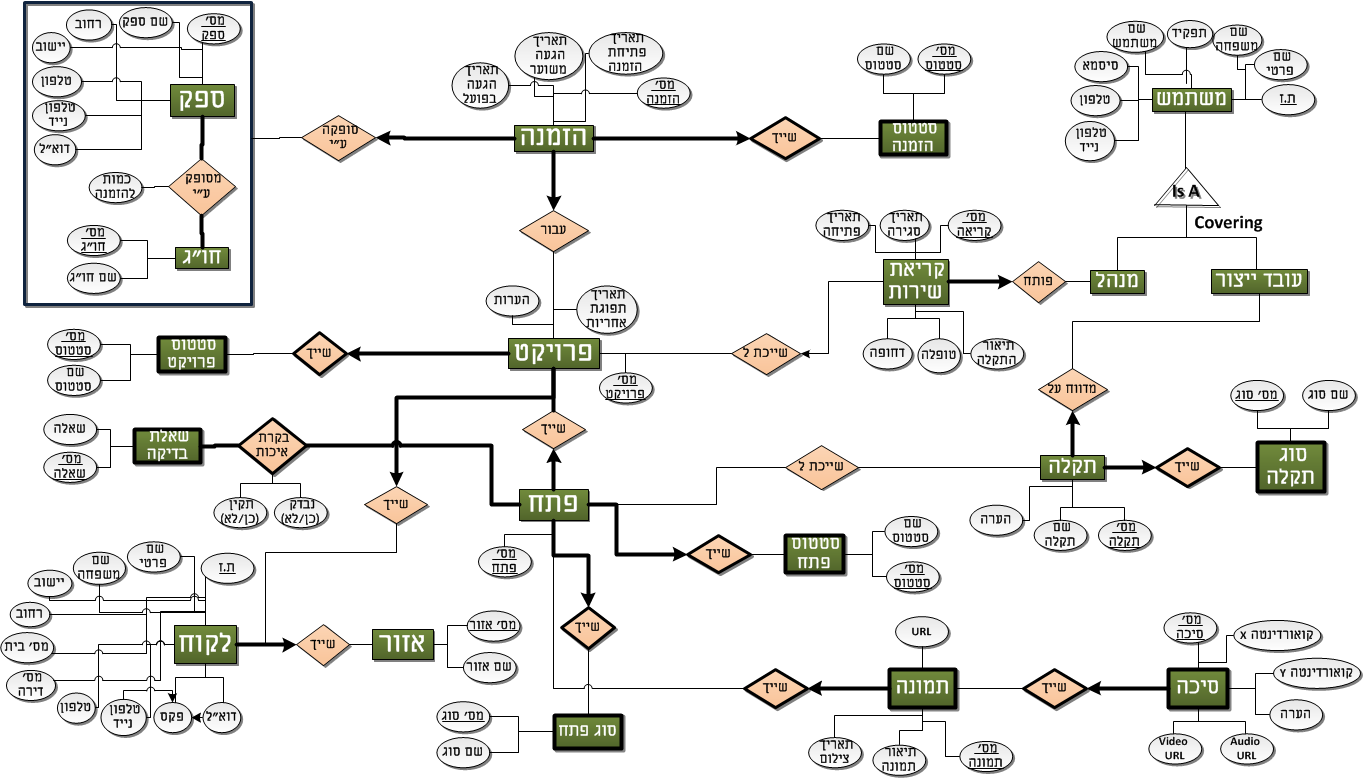 רחוב
שם ספק
מס'
ספק
יישוב
טלפון
טלפון
נייד
דוא"ל
ספק
מסופק
ע"י
כמות
להזמנה
מס'
חו"ג
שם חו"ג
חו"ג
סופקה
ע"י
תאריך
הגעה
בפועל
תאריך
הגעה
משוער
תאריך
פתיחת
הזמנה
מס'
הזמנה
הזמנה
שייך
שם
סטטוס
מס'
סטטוס
סטטוס
הזמנה
שם
משתמש
תפקיד
שם
משפחה
שם
פרטי
ת.ז
סיסמא
טלפון
טלפון
נייד
משתמש
Is A
Covering
מנהל
עובד ייצור
עבור
תאריך
פתיחה
תאריך
סגירה
מס'
קריאה
קריאת
שירות
פותח
דחופה
טופלה
תיאור
התקלה
הערות
תאריך
תפוגת
אחריות
פרויקט
מס'
פרויקט
שייכת ל
שייך
סטטוס
פרויקט
מס'
סטטוס
שם
סטטוס
מדווח על
שאלה
מס'
שאלה
שאלת
בדיקה
בקרת
איכות
תקין
(כן/לא)
נבדק
(כן/לא)
שייך
שייך
פתח
מס'
פתח
שייכת ל
תקלה
הערה
שם
תקלה
מס'
תקלה
שייך
מס' סוג
שם סוג
סוג
תקלה
שייך
סטטוס
פתח
שם
סטטוס
מס'
סטטוס
שייך
סוג פתח
מס' סוג
שם סוג
יישוב
שם
משפחה
שם
פרטי
ת.ז
רחוב
מס' בית
מס'
דירה
טלפון
טלפון
נייד
פקס
דוא"ל
לקוח
שייך
אזור
מס' אזור
שם אזור
שייך
URL
תמונה
תאריך
צילום
תיאור
תמונה
מס'
תמונה
שייך
מס'
סיכה
קואורדינטה X
קואורדינטה Y
הערה
סיכה
Video
URL
Audio
URL